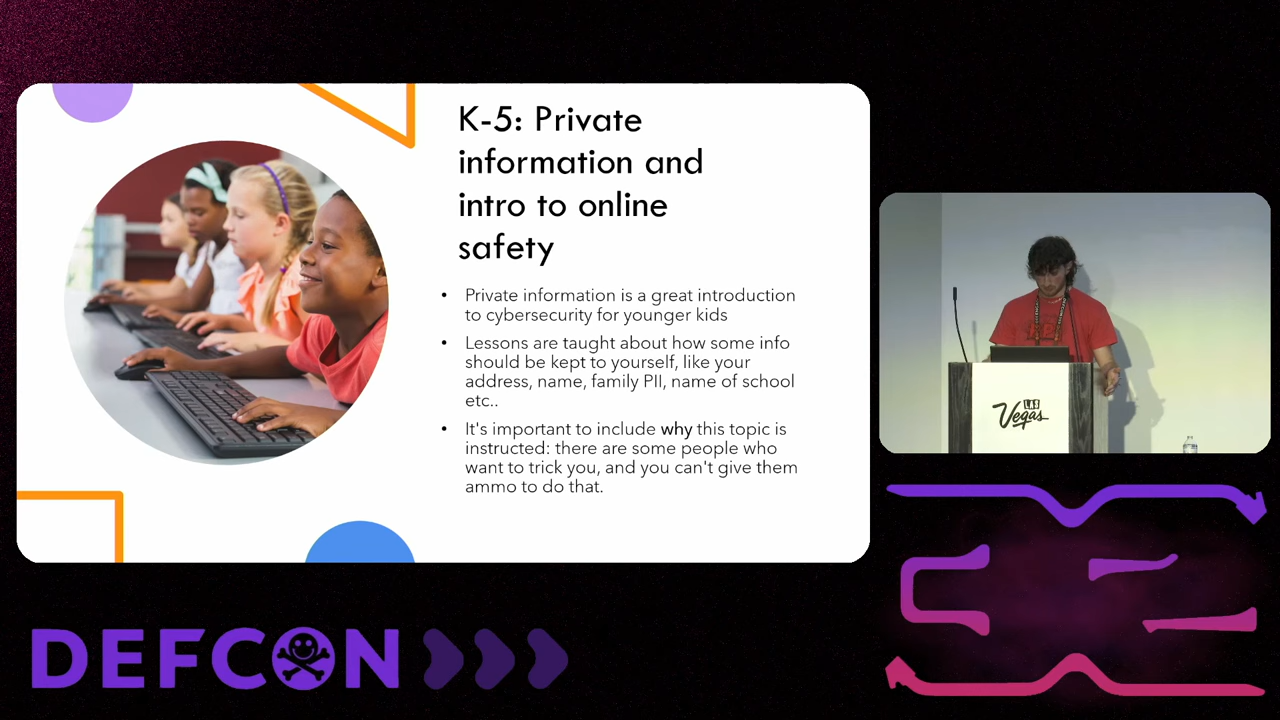 K-5: Private
information and
intro to online
safety
• Private information is a great introduction
to cybersecurity for younger kids
• Lessons are taught about how some info
should be kept to yourself, like your
address, name, family PII, name of school
etc..
• It's important to include why this topic is
instructed: there are some people who
want to trick you, and you can't give them
ammo to do that.
LAS
Vegas
DEFCON